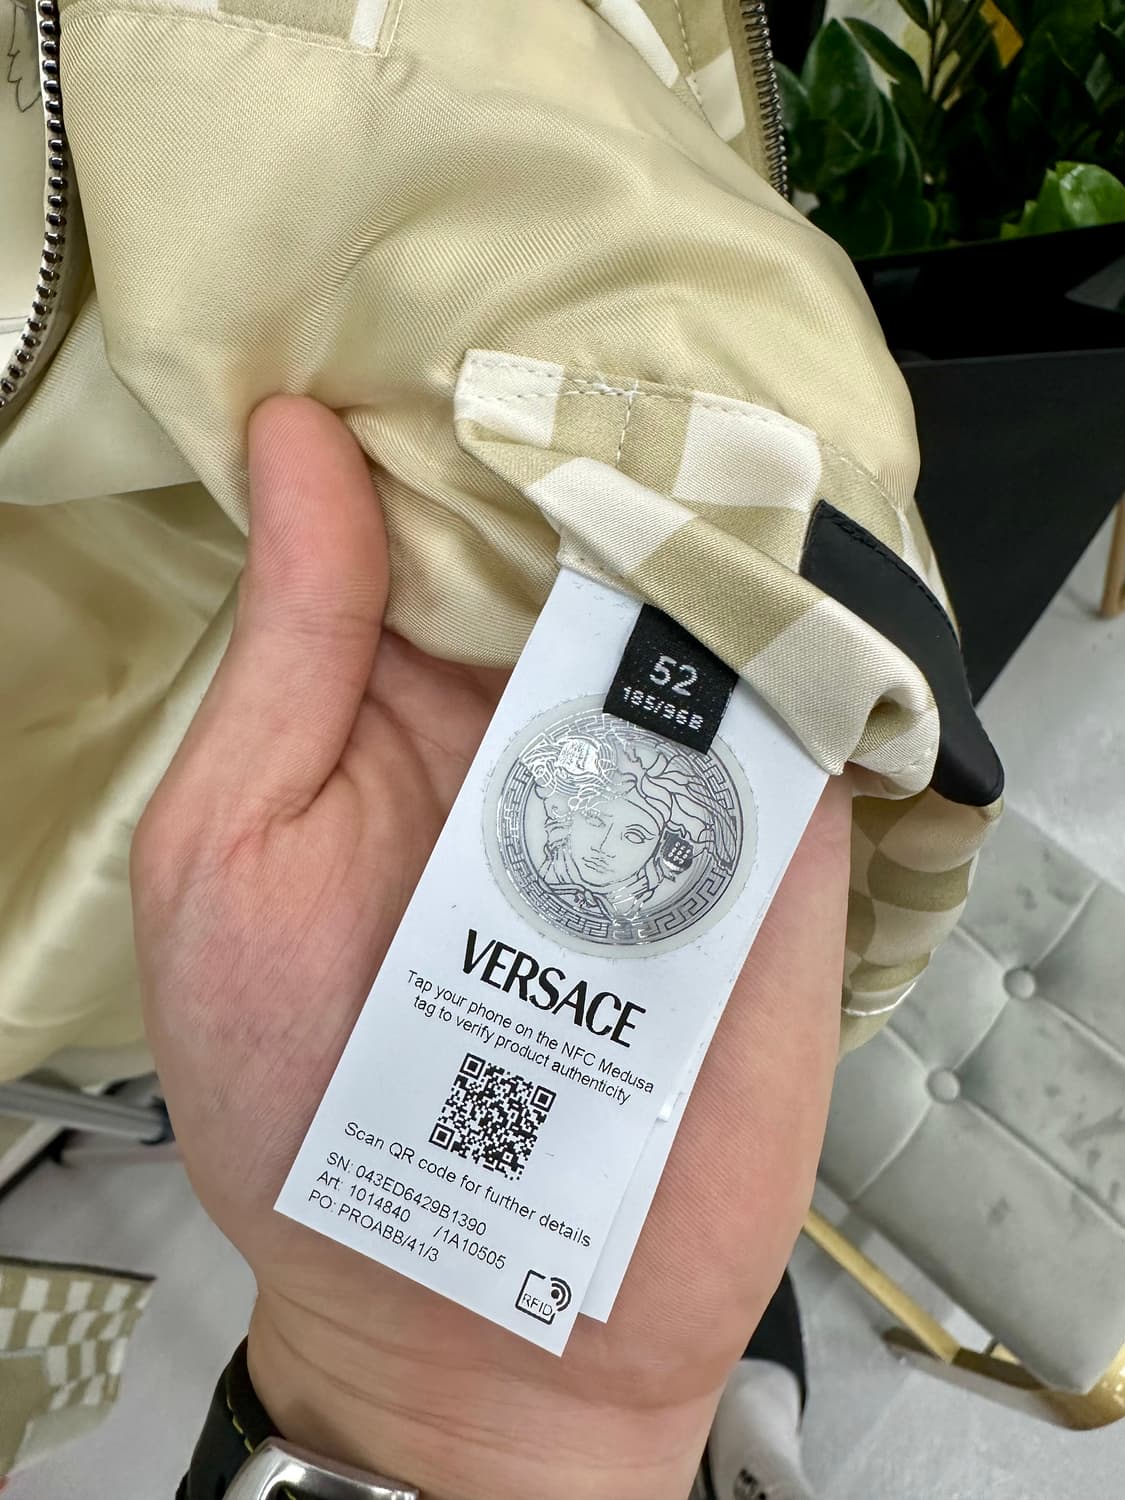 52
185/96B
VERSACE
Tap your phone on the NFC Medusa
tag to verify product authenticity
Scan QR code for further details
SN: 043ED6429B1390
Art: 1014840 /1A10505
PO: PROABB/41/3
RFID